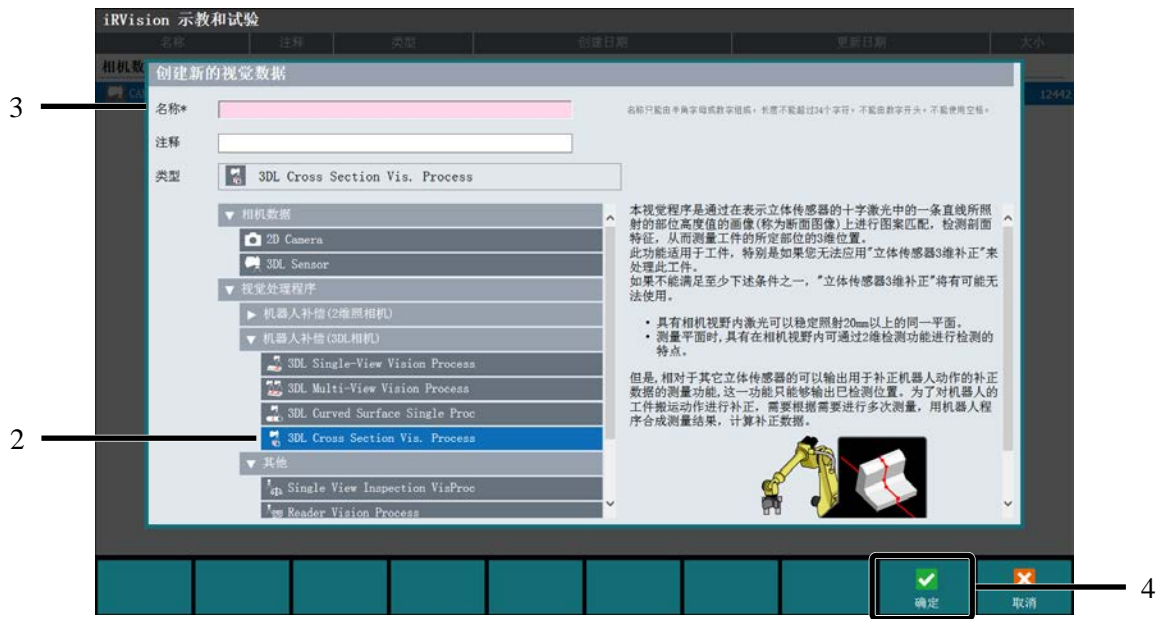 iRVision 示教和试验
名称 注释 类型 创建日期 更新日期 大小
相机数
创建新的视觉数据
12442
3
名称*
名称只能由半角字母或数字组成。长度不能超过34个字符。不能由数字开头。不能使用空格。
注释
类型 3DL Cross Section Vis. Process
相机数据
2D Camera
3DL Sensor
视觉处理程序
机器人补偿(2维照相机)
机器人补偿(3DL相机)
3DL Single-View Vision Process
3DL Multi-View Vision Process
3DL Curved Surface Single Proc
2
3DL Cross Section Vis. Process
其他
Single View Inspection VisProc
Reader Vision Process
本视觉程序是通过在表示立体传感器的十字激光中的一条直线所照
射的部位高度值的画像(称为断面图像)上进行图案匹配, 检测剖面
特征, 从而测量工件的所定部位的3维位置。
此功能适用于工件, 特别是如果您无法应用"立体传感器3维补正"来
处理此工件。
如果不能满足至少下述条件之一, "立体传感器3维补正"将有可能无
法使用。
• 具有相机视野内激光可以稳定照射20mm以上的同一平面。
• 测量平面时, 具有在相机视野内可通过2维检测功能进行检测的
特点。
但是, 相对于其它立体传感器的可以输出用于补正机器人动作的补正
数据的测量功能, 这一功能只能够输出已检测位置。为了对机器人的
工件搬运动作进行补正, 需要根据需要进行多次测量, 用机器人程
序合成测量结果, 计算补正数据。
确定
取消
4